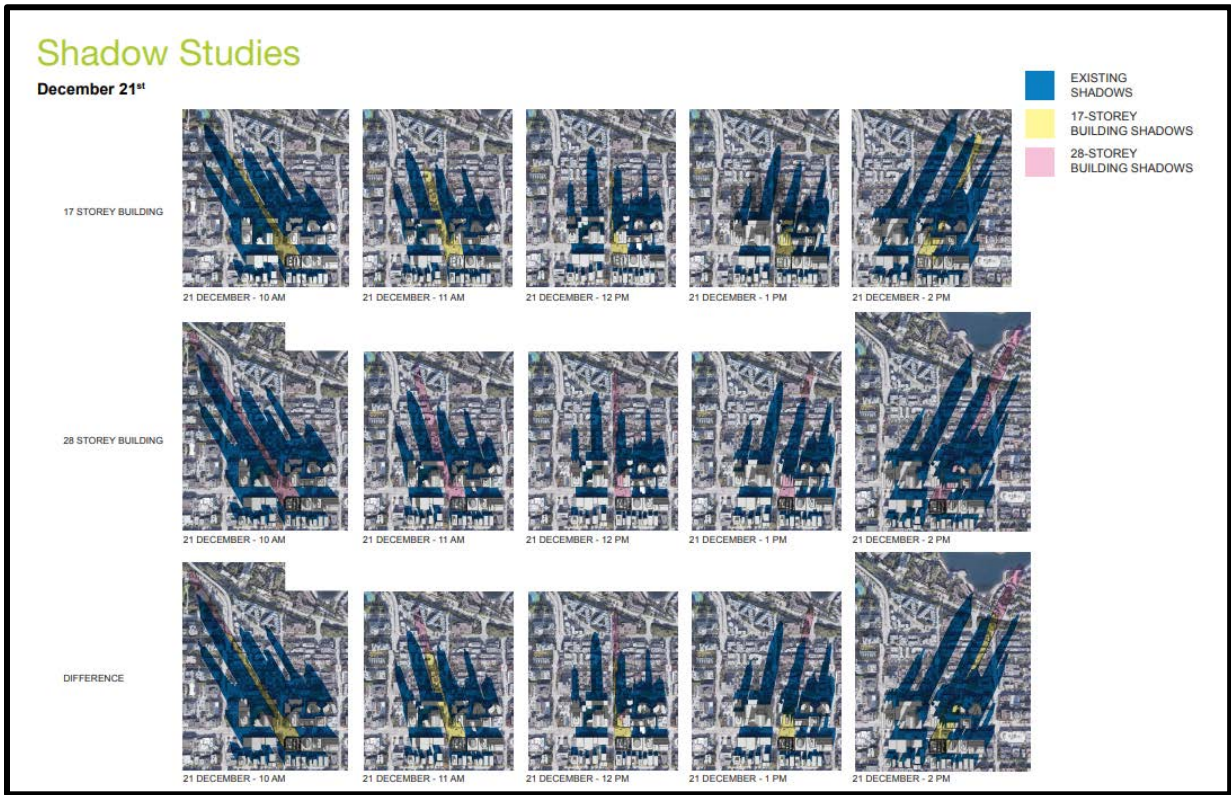 Shadow Studies
December 21st
EXISTING
SHADOWS
17-STOREY
BUILDING SHADOWS
28-STOREY
BUILDING SHADOWS
17 STOREY BUILDING
21 DECEMBER - 10 AM
21 DECEMBER - 11 AM
21 DECEMBER - 12 PM
21 DECEMBER - 1 PM
21 DECEMBER - 2 PM
28 STOREY BUILDING
21 DECEMBER - 10 AM
21 DECEMBER - 11 AM
21 DECEMBER - 12 PM
21 DECEMBER - 1 PM
21 DECEMBER - 2 PM
DIFFERENCE
21 DECEMBER - 10 AM
21 DECEMBER - 11 AM
21 DECEMBER - 12 PM
21 DECEMBER - 1 PM
21 DECEMBER - 2 PM